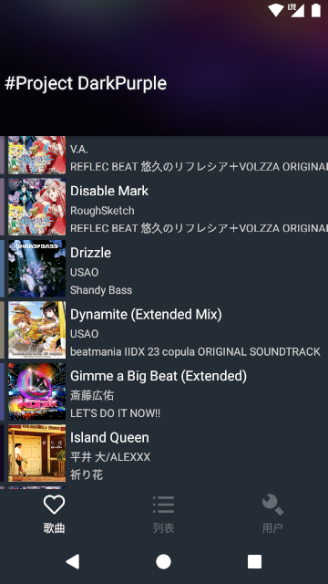 LTE
#Project DarkPurple
V.A.
REFLEC BEAT 悠久のリフレシア＋VOLZZA ORIGINA
Disable Mark
RoughSketch
REFLEC BEAT 悠久のリフレシア＋VOLZZA ORIGINA
Drizzle
USAO
Shandy Bass
Dynamite (Extended Mix)
USAO
beatmania IIDX 23 copula ORIGINAL SOUNDTRACK
Gimme a Big Beat (Extended)
斎藤広佑
LET'S DO IT NOW!!
Island Queen
平井 大/ALEXXX
祈り花
歌曲
列表
用户